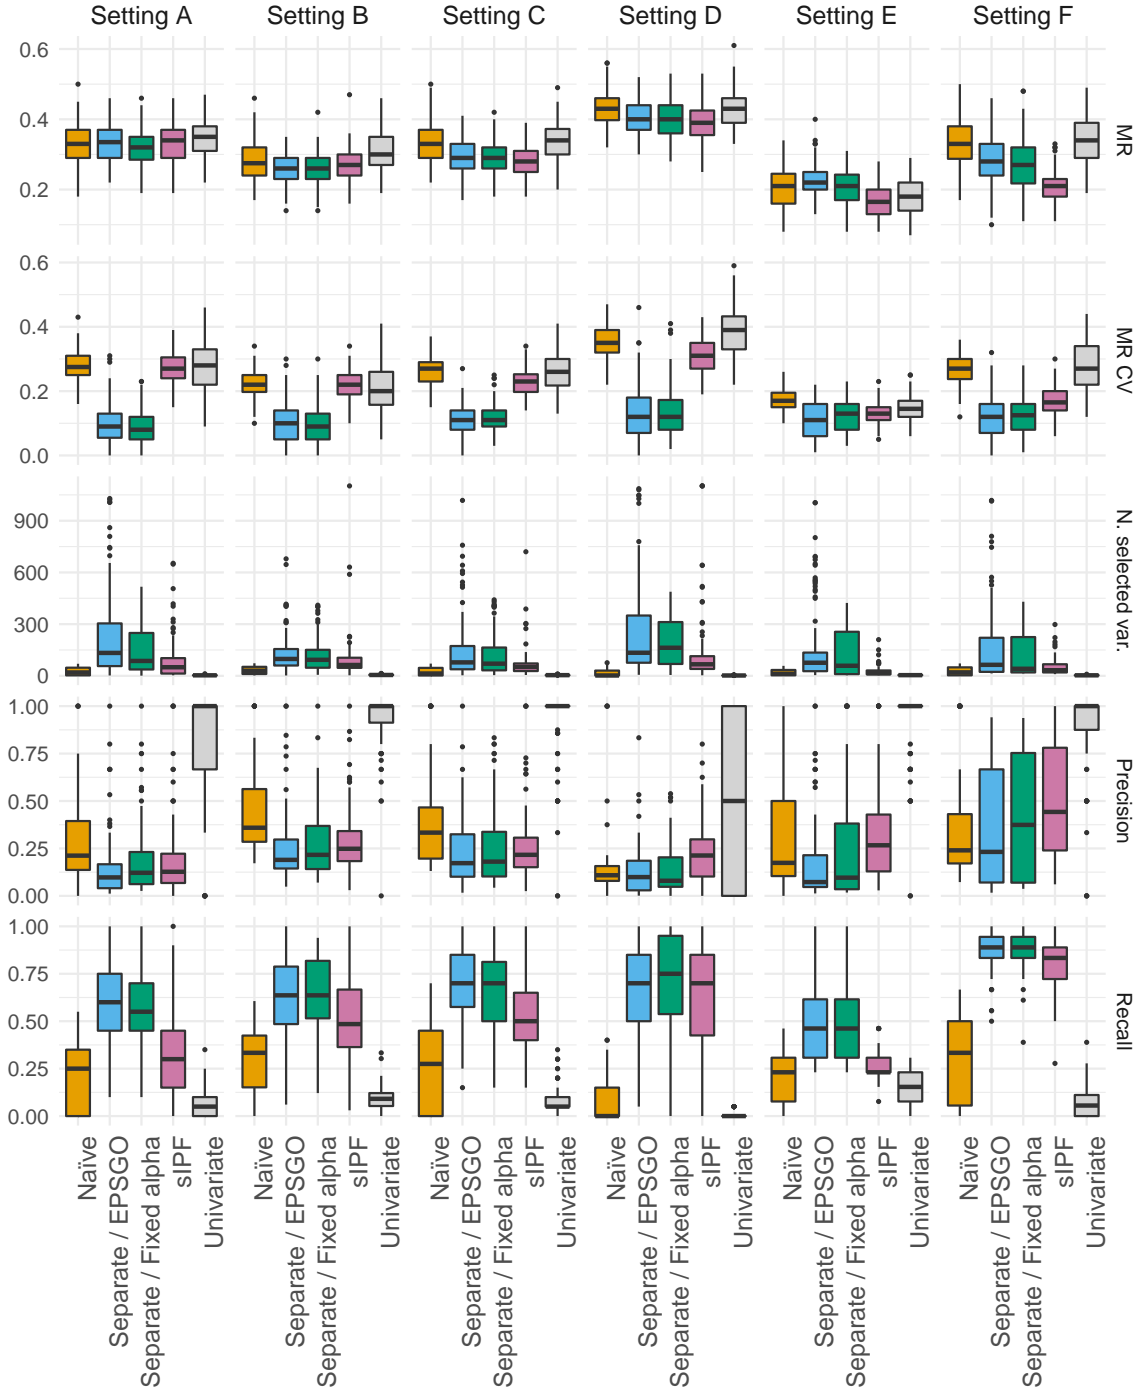 Setting A Setting B Setting C Setting D Setting E Setting F
0.6
0.4
0.2
MR
0.6
0.4
0.2
0.0
MR CV
900
600
300
0
N. selected var.
1.00
0.75
0.50
0.25
0.00
Precision
1.00
0.75
0.50
0.25
0.00
Recall
Naïve
Separate / EPSGO
Separate / Fixed alpha
sIPF
Univariate
Naïve
Separate / EPSGO
Separate / Fixed alpha
sIPF
Univariate
Naïve
Separate / EPSGO
Separate / Fixed alpha
sIPF
Univariate
Naïve
Separate / EPSGO
Separate / Fixed alpha
sIPF
Univariate
Naïve
Separate / EPSGO
Separate / Fixed alpha
sIPF
Univariate
Naïve
Separate / EPSGO
Separate / Fixed alpha
sIPF
Univariate